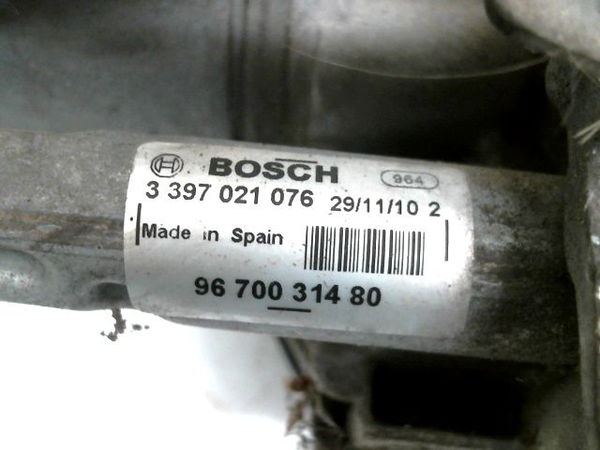 BOSCH 964
3 397 021 076 29/11/10 2
Made in Spain
96 700 314 80